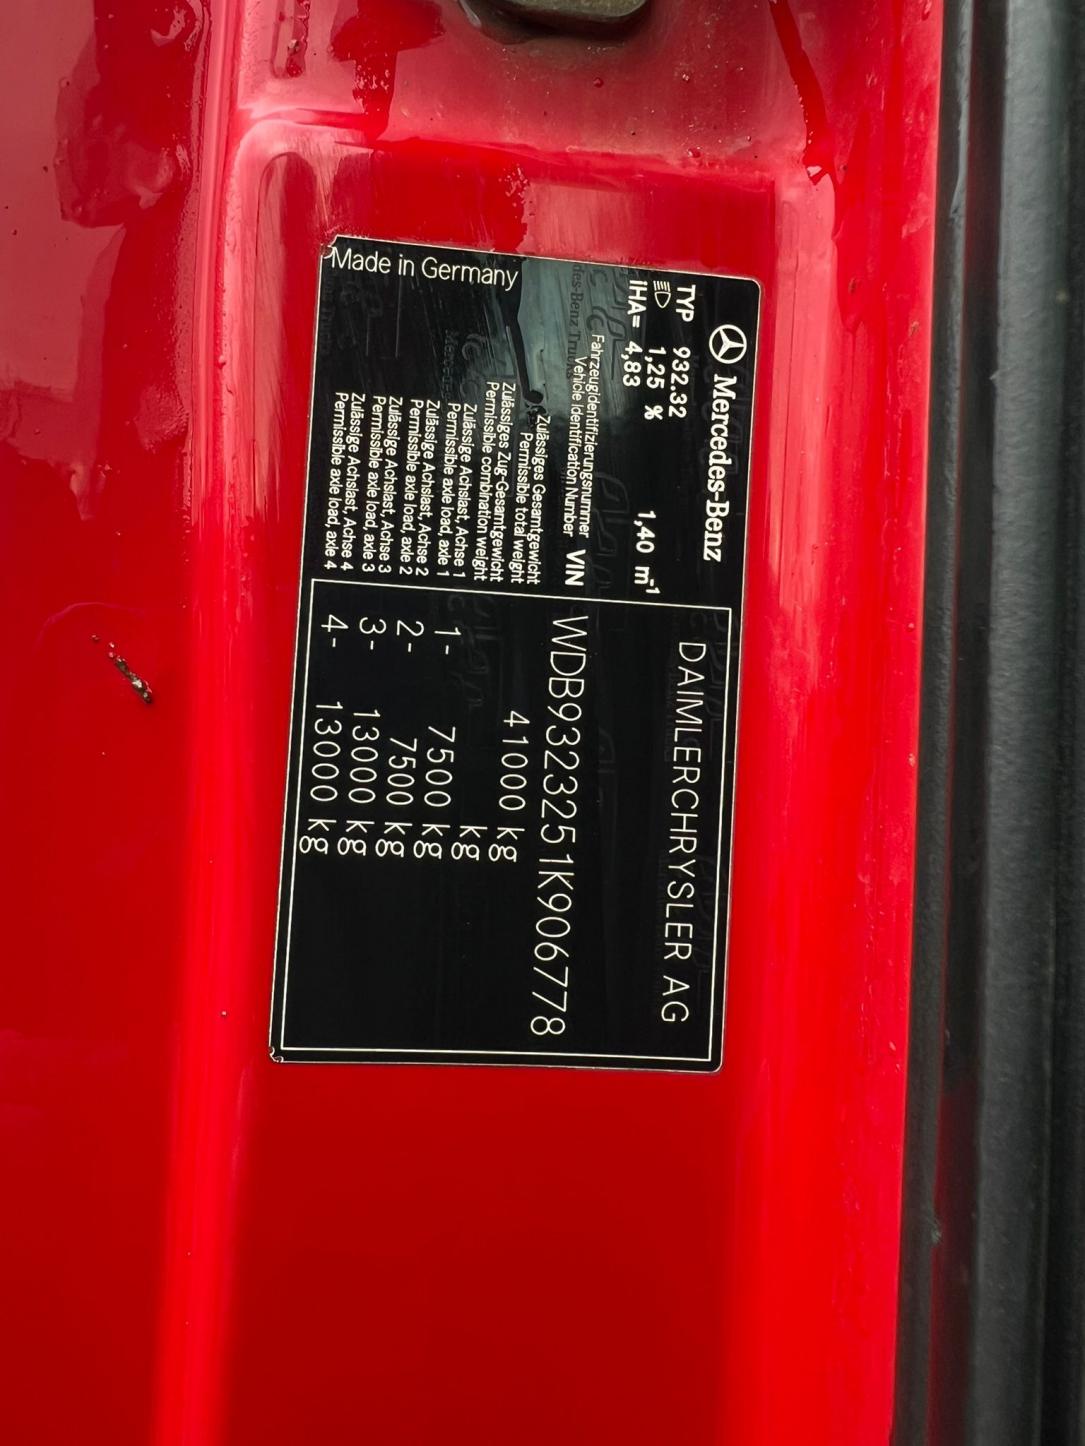 Mercedes-Benz
TYP 932.32
1,25 % 1,40 m⁻¹
IHA= 4,83
DAIMLERCHRYSLER AG
Fahrzeugidentifizierungsnummer
Vehicle Identification Number VIN WDB9323251K906778
Zulässiges Gesamtgewicht
Permissible total weight 41000 kg
Zulässiges Zug-Gesamtgewicht
Permissible combination weight kg
Zulässige Achslast, Achse 1
Permissible axle load, axle 1 1- 7500 kg
Zulässige Achslast, Achse 2
Permissible axle load, axle 2 2- 7500 kg
Zulässige Achslast, Achse 3
Permissible axle load, axle 3 3- 13000 kg
Zulässige Achslast, Achse 4
Permissible axle load, axle 4 4- 13000 kg
Made in Germany